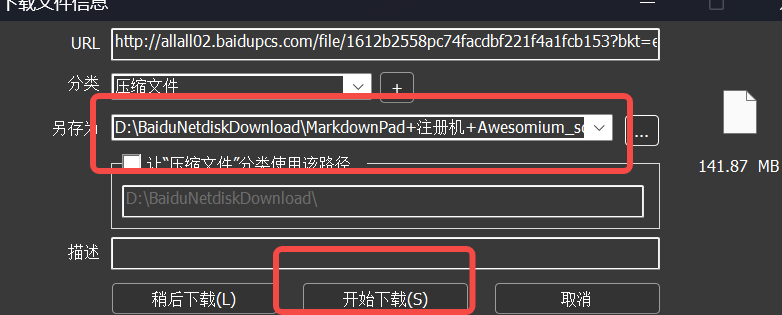 下载文件信息
URL http://allall02.baidupcs.com/file/1612b2558pc74facdbf221f4a1fcb153?bkt=e
分类 压缩文件 +
另存为 D:\BaiduNetdiskDownload\MarkdownPad+注册机+Awesomium_sc ...
让“压缩文件”分类使用该路径
141.87 MB
D:\BaiduNetdiskDownload\
描述
稍后下载(L) 开始下载(S) 取消